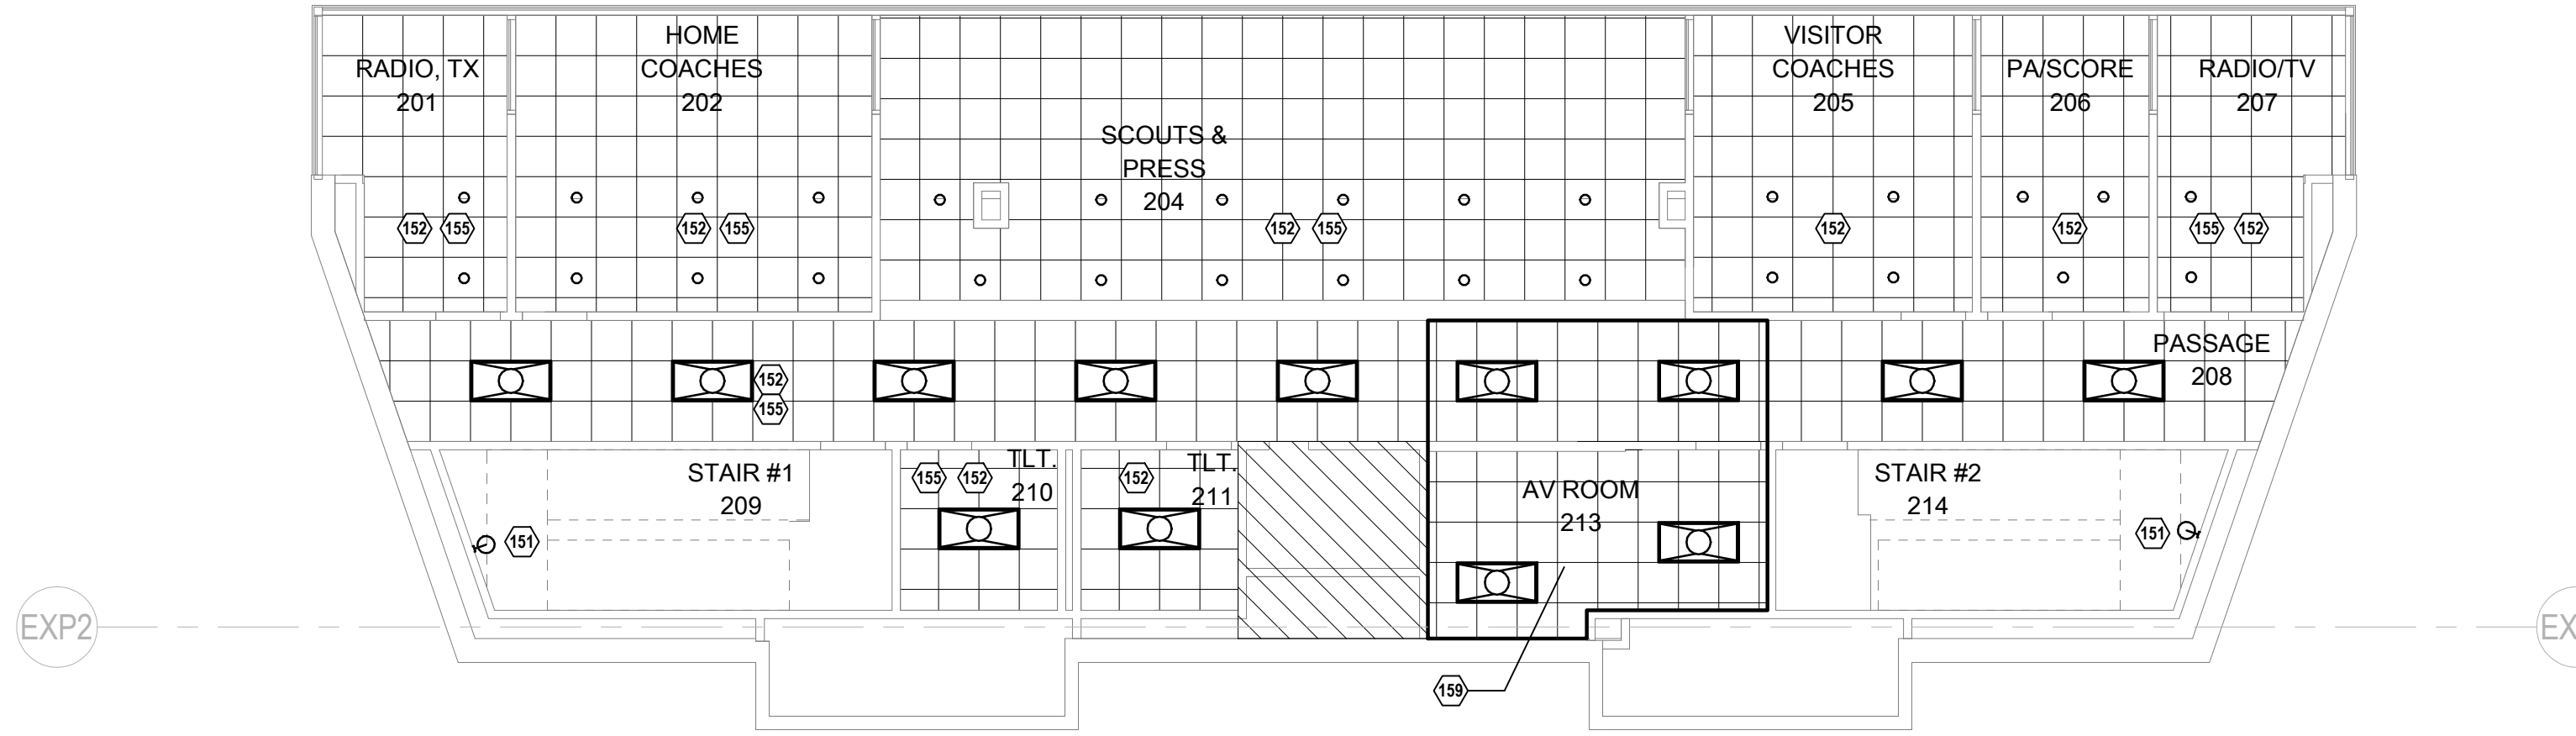 HOME
COACHES
202
RADIO, TX
201
SCOUTS &
PRESS
204
VISITOR
COACHES
205
PA/SCORE
206
RADIO/TV
207
152
155
152
155
152
155
152
152
155
152
PASSAGE
208
152
155
STAIR #1
209
151
155
152
TLT.
210
152
TLT.
211
AV ROOM
213
STAIR #2
214
151
EXP2
EX
159